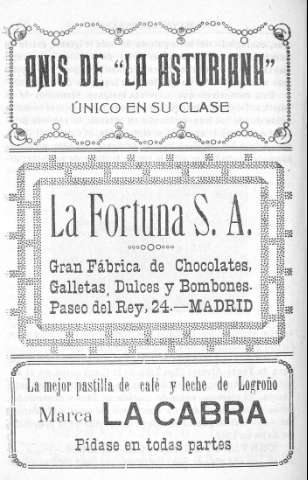 ANIS DE "LA ASTURIANA"
ÚNICO EN SU CLASE
La Fortuna S. A.
Gran Fábrica de Chocolates,
Galletas, Dulces y Bombones.
Paseo del Rey, 24.—MADRID
La mejor pastilla de café y leche de Logroño
Marca LA CABRA
Pídase en todas partes